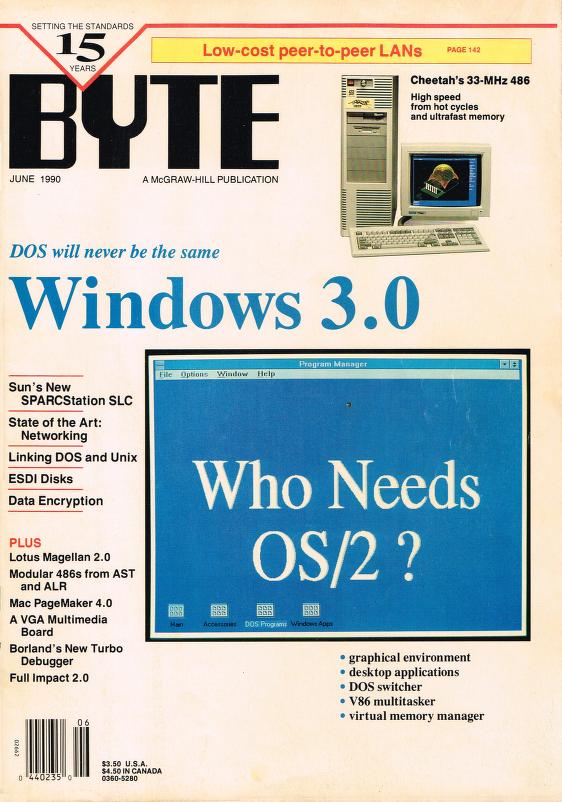 SETTING THE STANDARDS
15
YEARS
Low-cost peer-to-peer LANs PAGE 142
BYTE
JUNE 1990
A McGRAW-HILL PUBLICATION
Cheetah's 33-MHz 486
High speed
from hot cycles
and ultrafast memory
DOS will never be the same
Windows 3.0
Sun's New
SPARCStation SLC
State of the Art:
Networking
Linking DOS and Unix
ESDI Disks
Data Encryption
PLUS
Lotus Magellan 2.0
Modular 486s from AST
and ALR
Mac PageMaker 4.0
A VGA Multimedia
Board
Borland's New Turbo
Debugger
Full Impact 2.0
Program Manager
File Options Window Help
Who Needs
OS/2 ?
Main Accessories DOS Programs Windows Apps
• graphical environment
• desktop applications
• DOS switcher
• V86 multitasker
• virtual memory manager
06
02662
0 440235 0
$3.50 U.S.A.
$4.50 IN CANADA
0360-5280